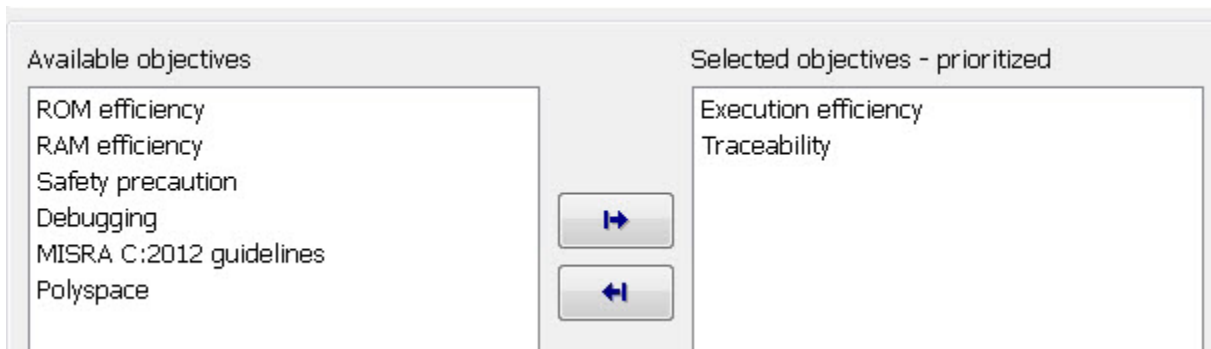 Available objectives
ROM efficiency
RAM efficiency
Safety precaution
Debugging
MISRA C:2012 guidelines
Polyspace
Selected objectives - prioritized
Execution efficiency
Traceability